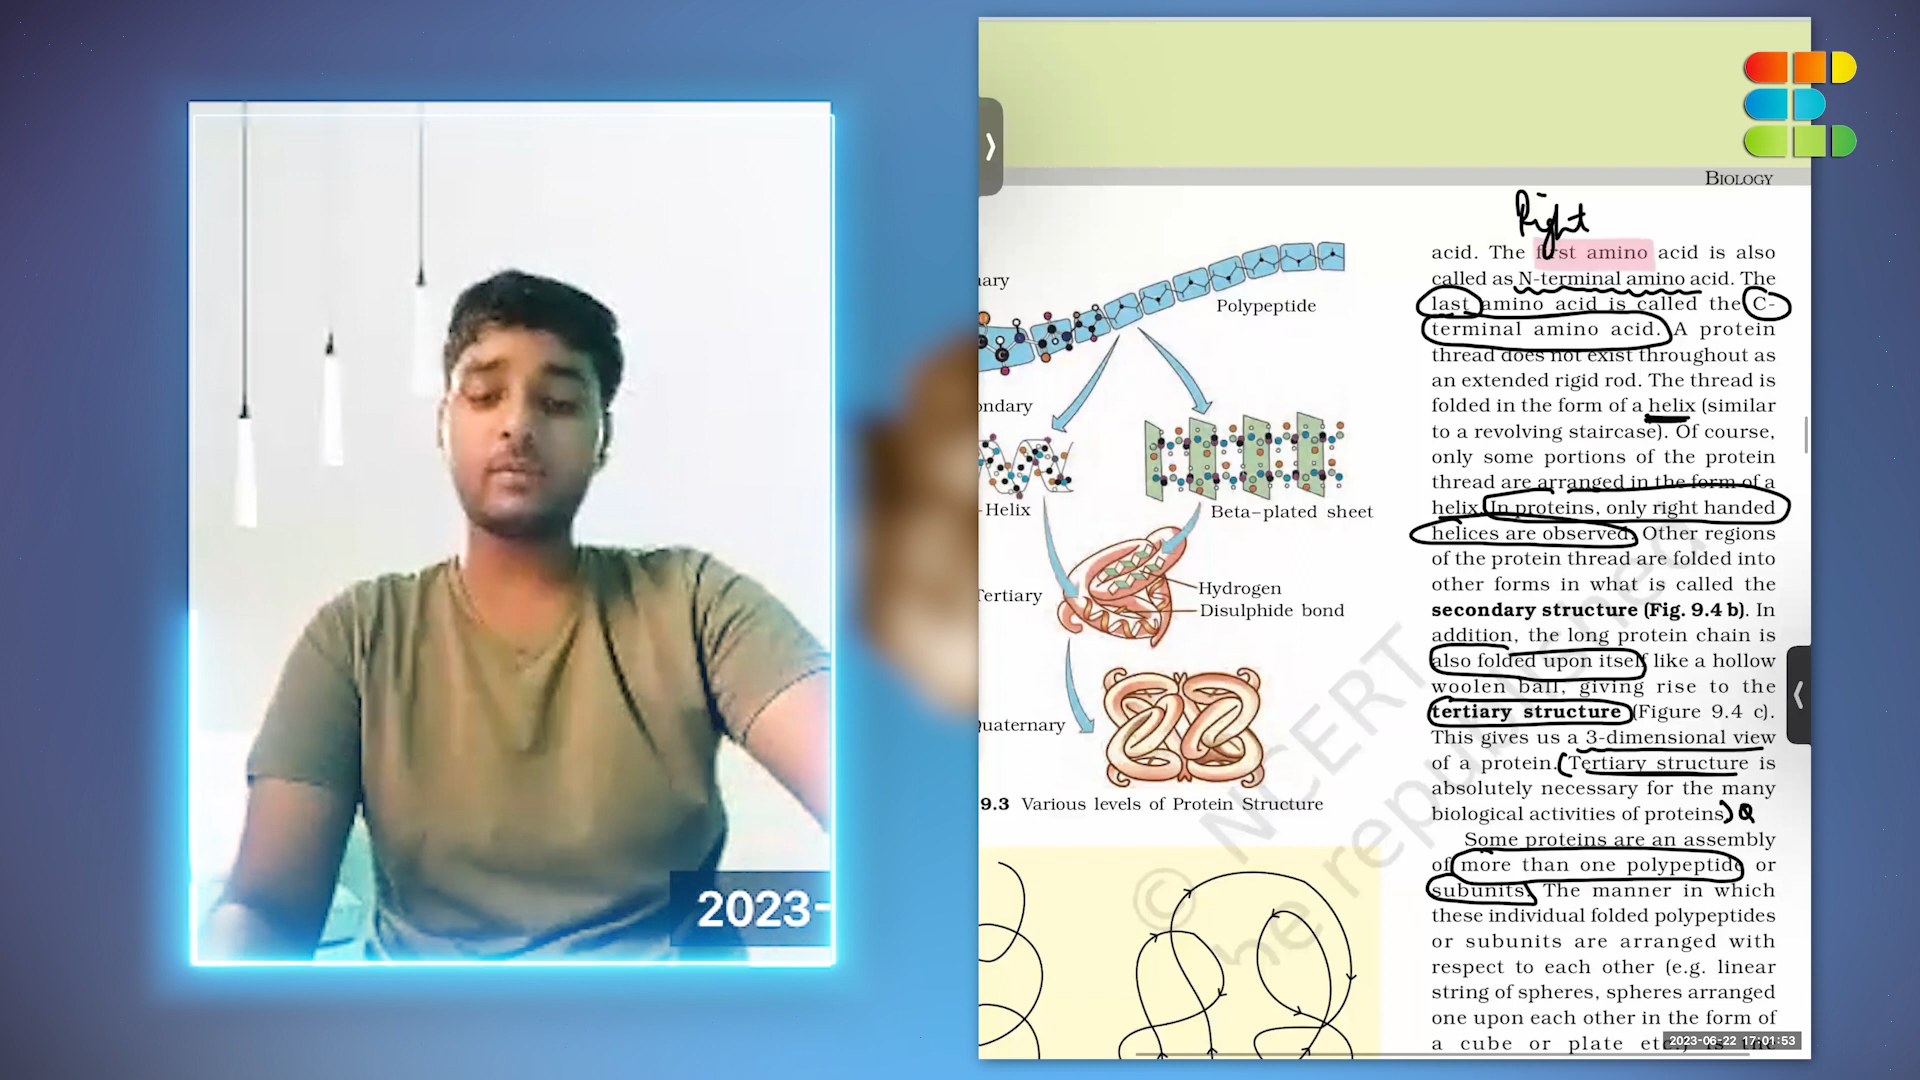 2023-
BIOLOGY
Right
ary
Polypeptide
ondary
-Helix
Beta-plated sheet
Tertiary
Hydrogen
Disulphide bond
Quaternary
9.3 Various levels of Protein Structure
acid. The first amino acid is also
called as N-terminal amino acid. The
last amino acid is called the C-
terminal amino acid. A protein
thread does not exist throughout as
an extended rigid rod. The thread is
folded in the form of a helix (similar
to a revolving staircase). Of course,
only some portions of the protein
thread are arranged in the form of a
helix. In proteins, only right handed
helices are observed. Other regions
of the protein thread are folded into
other forms in what is called the
secondary structure (Fig. 9.4 b). In
addition, the long protein chain is
also folded upon itself like a hollow
woolen ball, giving rise to the
tertiary structure (Figure 9.4 c).
This gives us a 3-dimensional view
of a protein. (Tertiary structure is
absolutely necessary for the many
biological activities of proteins.) Q
Some proteins are an assembly
of more than one polypeptide or
subunits. The manner in which
these individual folded polypeptides
or subunits are arranged with
respect to each other (e.g. linear
string of spheres, spheres arranged
one upon each other in the form of
a cube or plate etc.) is the
© NCERT
be republished
2023-06-22 17:01:53